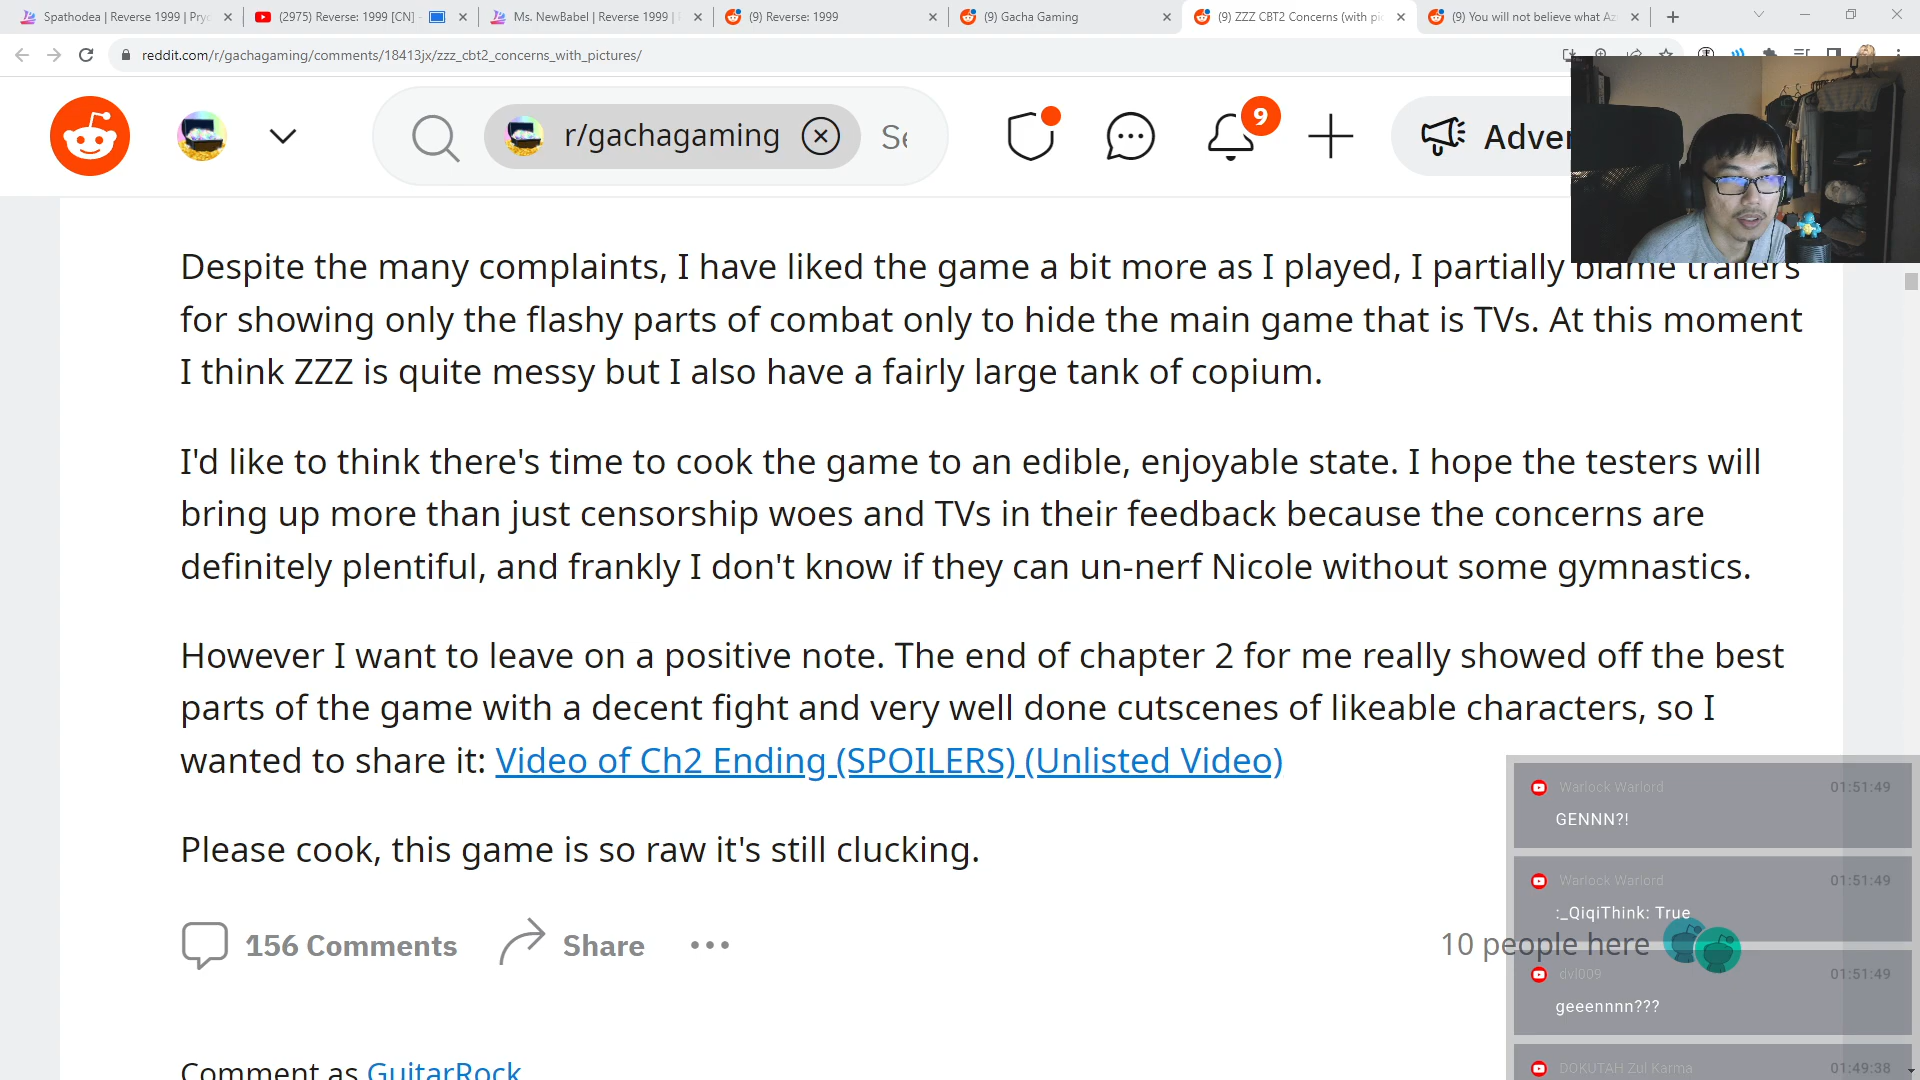 Spathodea | Reverse 1999 | Pryd
(2975) Reverse: 1999 [CN]
Ms. NewBabel | Reverse 1999 |
(9) Reverse: 1999
(9) Gacha Gaming
(9) ZZZ CBT2 Concerns (with pic
(9) You will not believe what Az
reddit.com/r/gachagaming/comments/18413jx/zzz_cbt2_concerns_with_pictures/
r/gachagaming
Se
9
Adver
Despite the many complaints, I have liked the game a bit more as I played, I partially blame trailers
for showing only the flashy parts of combat only to hide the main game that is TVs. At this moment
I think ZZZ is quite messy but I also have a fairly large tank of copium.
I'd like to think there's time to cook the game to an edible, enjoyable state. I hope the testers will
bring up more than just censorship woes and TVs in their feedback because the concerns are
definitely plentiful, and frankly I don't know if they can un-nerf Nicole without some gymnastics.
However I want to leave on a positive note. The end of chapter 2 for me really showed off the best
parts of the game with a decent fight and very well done cutscenes of likeable characters, so I
wanted to share it: Video of Ch2 Ending (SPOILERS) (Unlisted Video)
Please cook, this game is so raw it's still clucking.
156 Comments
Share
10 people here
Comment as GuitarRock
Warlock Warlord 01:51:49
GENNN?!
Warlock Warlord 01:51:49
:_QiqiThink: True
dvl009 01:51:49
geeennnn???
DOKUTAH Zul Karma 01:49:38